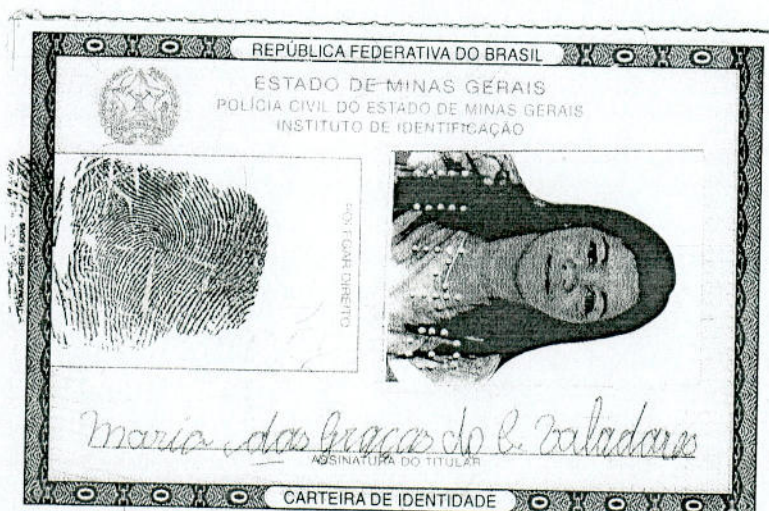 REPÚBLICA FEDERATIVA DO BRASIL
ESTADO DE MINAS GERAIS
POLÍCIA CIVIL DO ESTADO DE MINAS GERAIS
INSTITUTO DE IDENTIFICAÇÃO
POLEGAR DIREITO
Maria das Graças do C. Valadares
ASSINATURA DO TITULAR
CARTEIRA DE IDENTIDADE